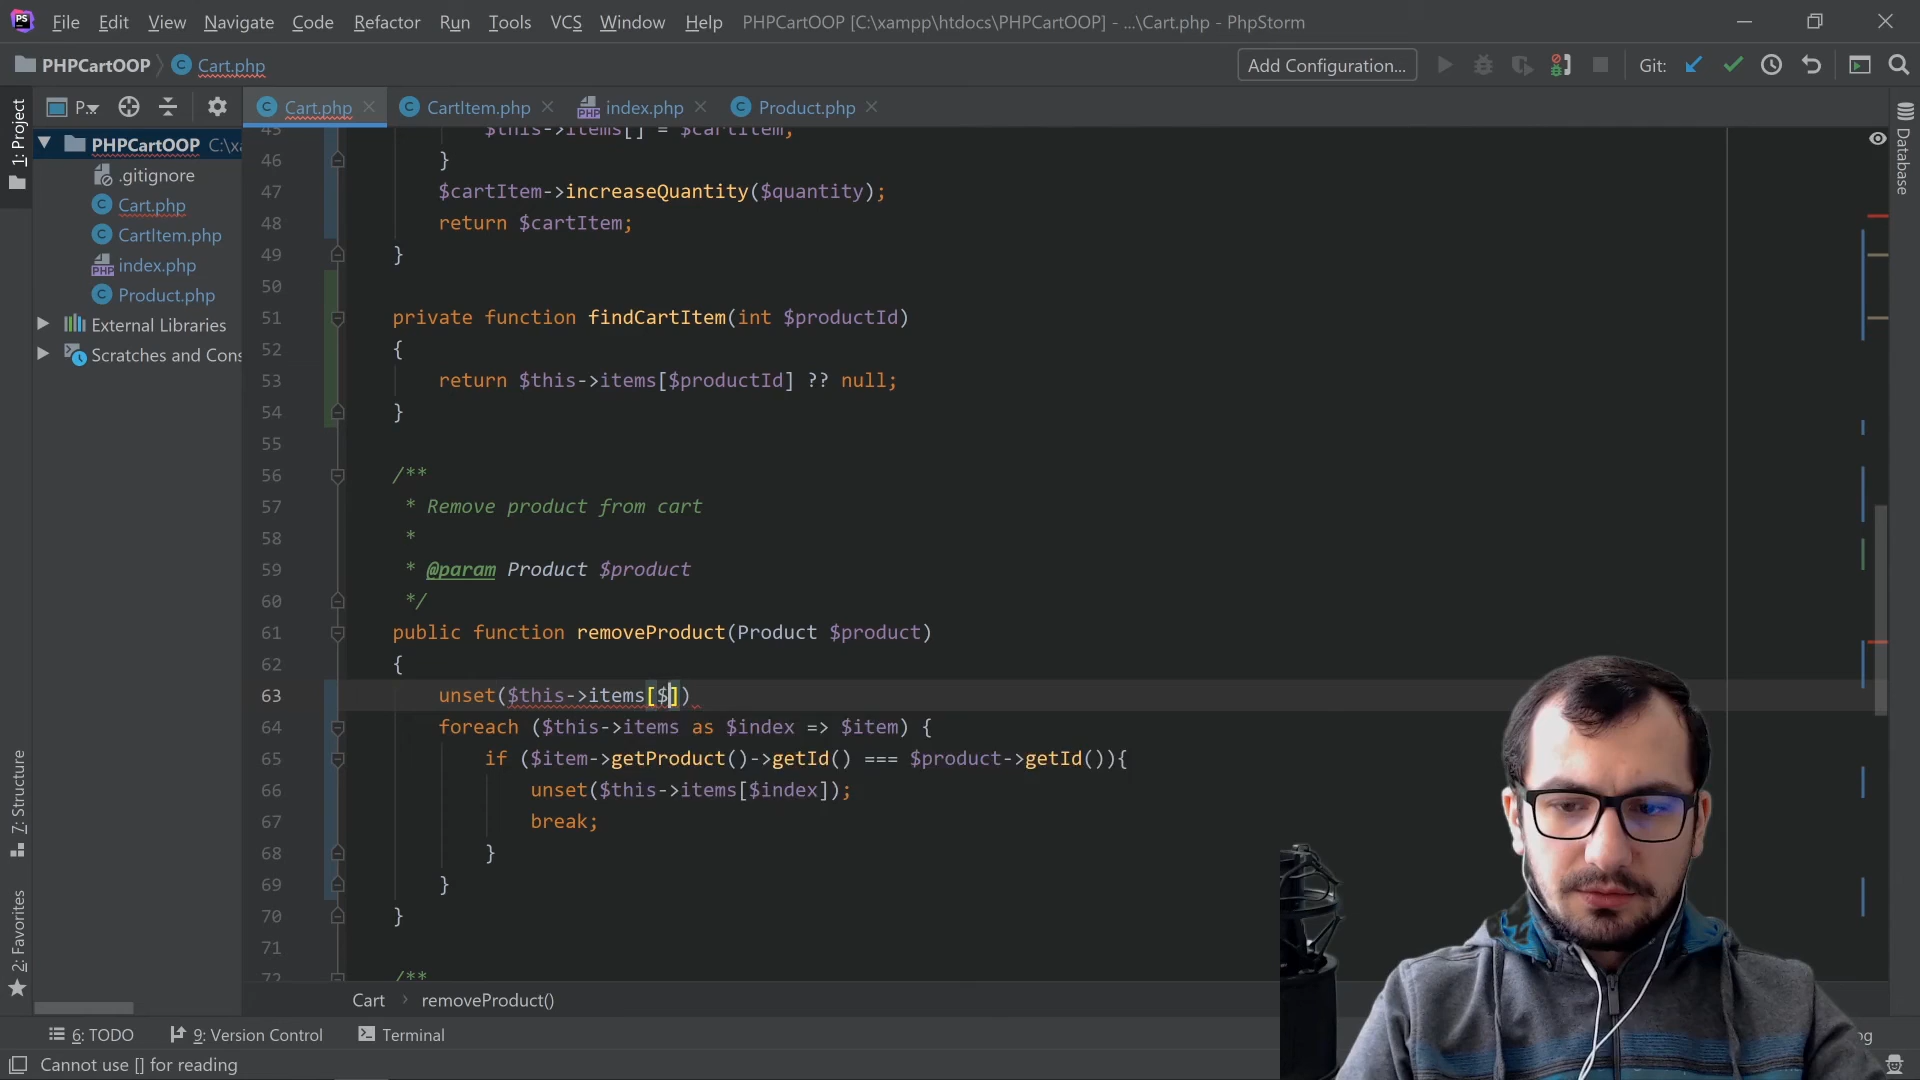 File Edit View Navigate Code Refactor Run Tools VCS Window Help PHPCartOOP [C:\xampp\htdocs\PHPCartOOP] - ...\Cart.php - PhpStorm
PHPCartOOP Cart.php Add Configuration... Git:
P... Cart.php CartItem.php index.php Product.php
1: Project
PHPCartOOP C:\xa
.gitignore
Cart.php
CartItem.php
index.php
Product.php
External Libraries
Scratches and Cons
7: Structure
2: Favorites
Database
45 $this->items[] = $cartItem;
46 }
47 $cartItem->increaseQuantity($quantity);
48 return $cartItem;
49 }
50
51 private function findCartItem(int $productId)
52 {
53 return $this->items[$productId] ?? null;
54 }
55
56 /**
57 * Remove product from cart
58 *
59 * @param Product $product
60 */
61 public function removeProduct(Product $product)
62 {
63 unset($this->items[$])
64 foreach ($this->items as $index => $item) {
65 if ($item->getProduct()->getId() === $product->getId()){
66 unset($this->items[$index]);
67 break;
68 }
69 }
70 }
71
72 /**
Cart › removeProduct()
6: TODO 9: Version Control Terminal
Cannot use [] for reading